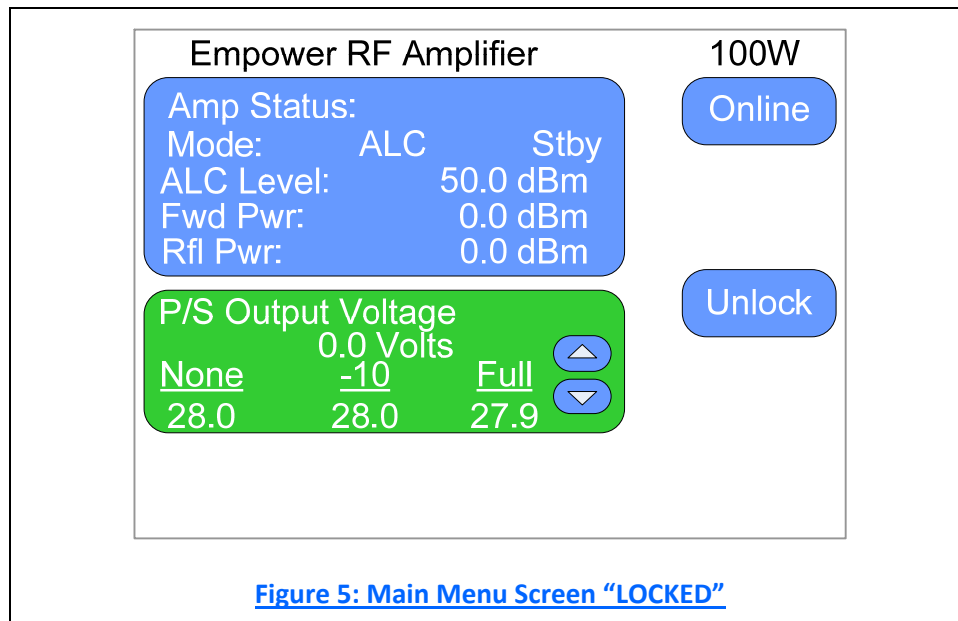 Empower RF Amplifier 100W
Amp Status:
Online
Mode: ALC Stby
ALC Level: 50.0 dBm
Fwd Pwr: 0.0 dBm
Rfl Pwr: 0.0 dBm
Unlock
P/S Output Voltage
0.0 Volts
None -10 Full
28.0 28.0 27.9
Figure 5: Main Menu Screen “LOCKED”